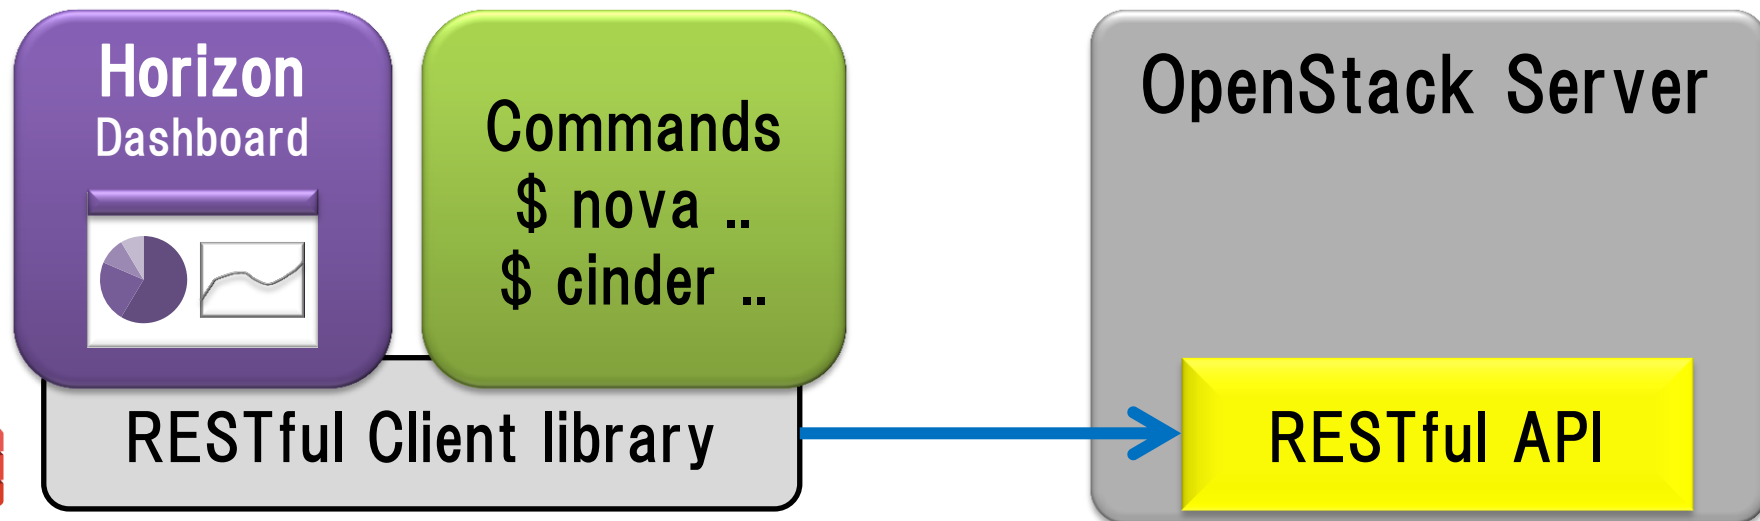 Horizon
Dashboard
Commands
$ nova ..
$ cinder ..
RESTful Client library
OpenStack Server
RESTful API